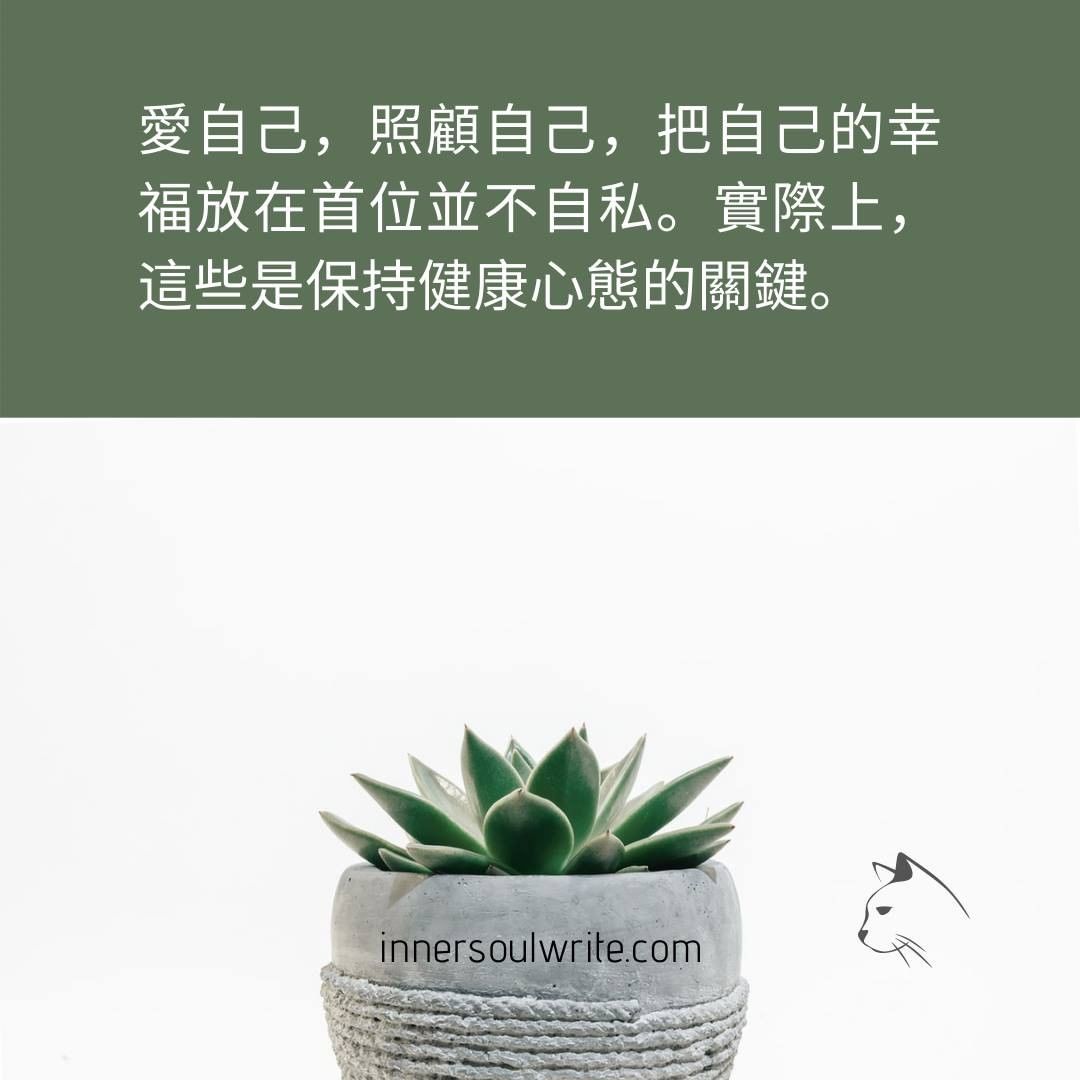 愛自己，照顧自己，把自己的幸
福放在首位並不自私。實際上，
這些是保持健康心態的關鍵。
innersoulwrite.com